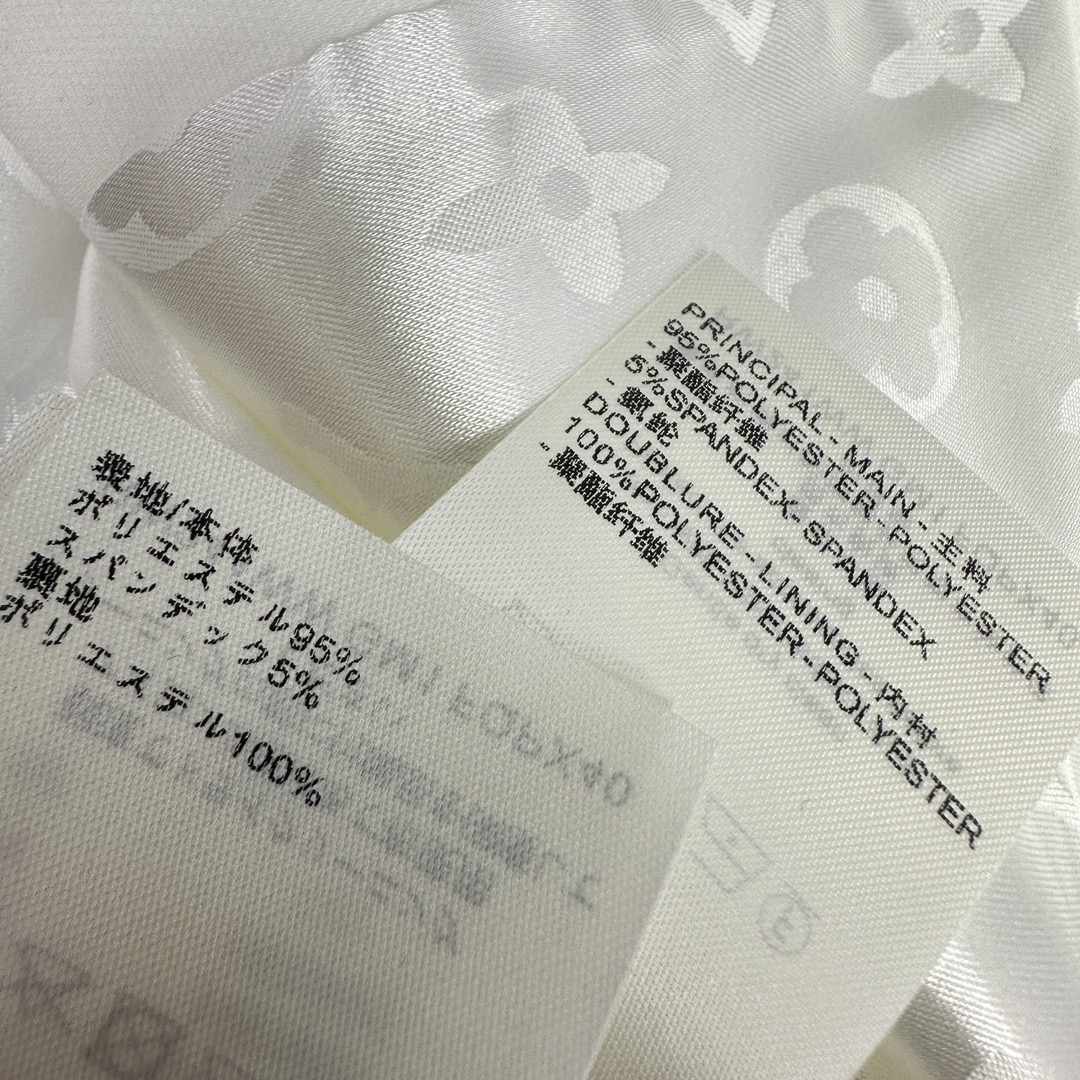 表地/本体
ポリエステル95%
スパンデック5%
裏地
ポリエステル100%
PRINCIPAL - MAIN - 主料
95%POLYESTER-POLYESTER
- 聚酯纤维
5%SPANDEX-SPANDEX
- 氨纶
DOUBLURE - LINING - 内村
100%POLYESTER-POLYESTER
- 聚酯纤维